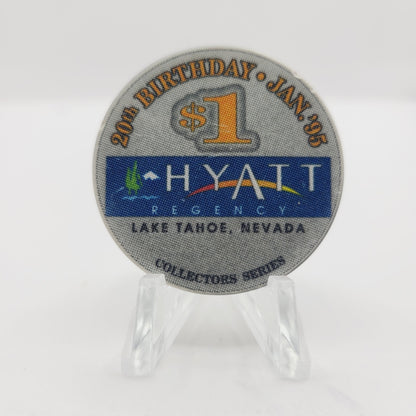 20th BIRTHDAY • JAN. '95
$1
HYATT
REGENCY
LAKE TAHOE, NEVADA
COLLECTORS SERIES